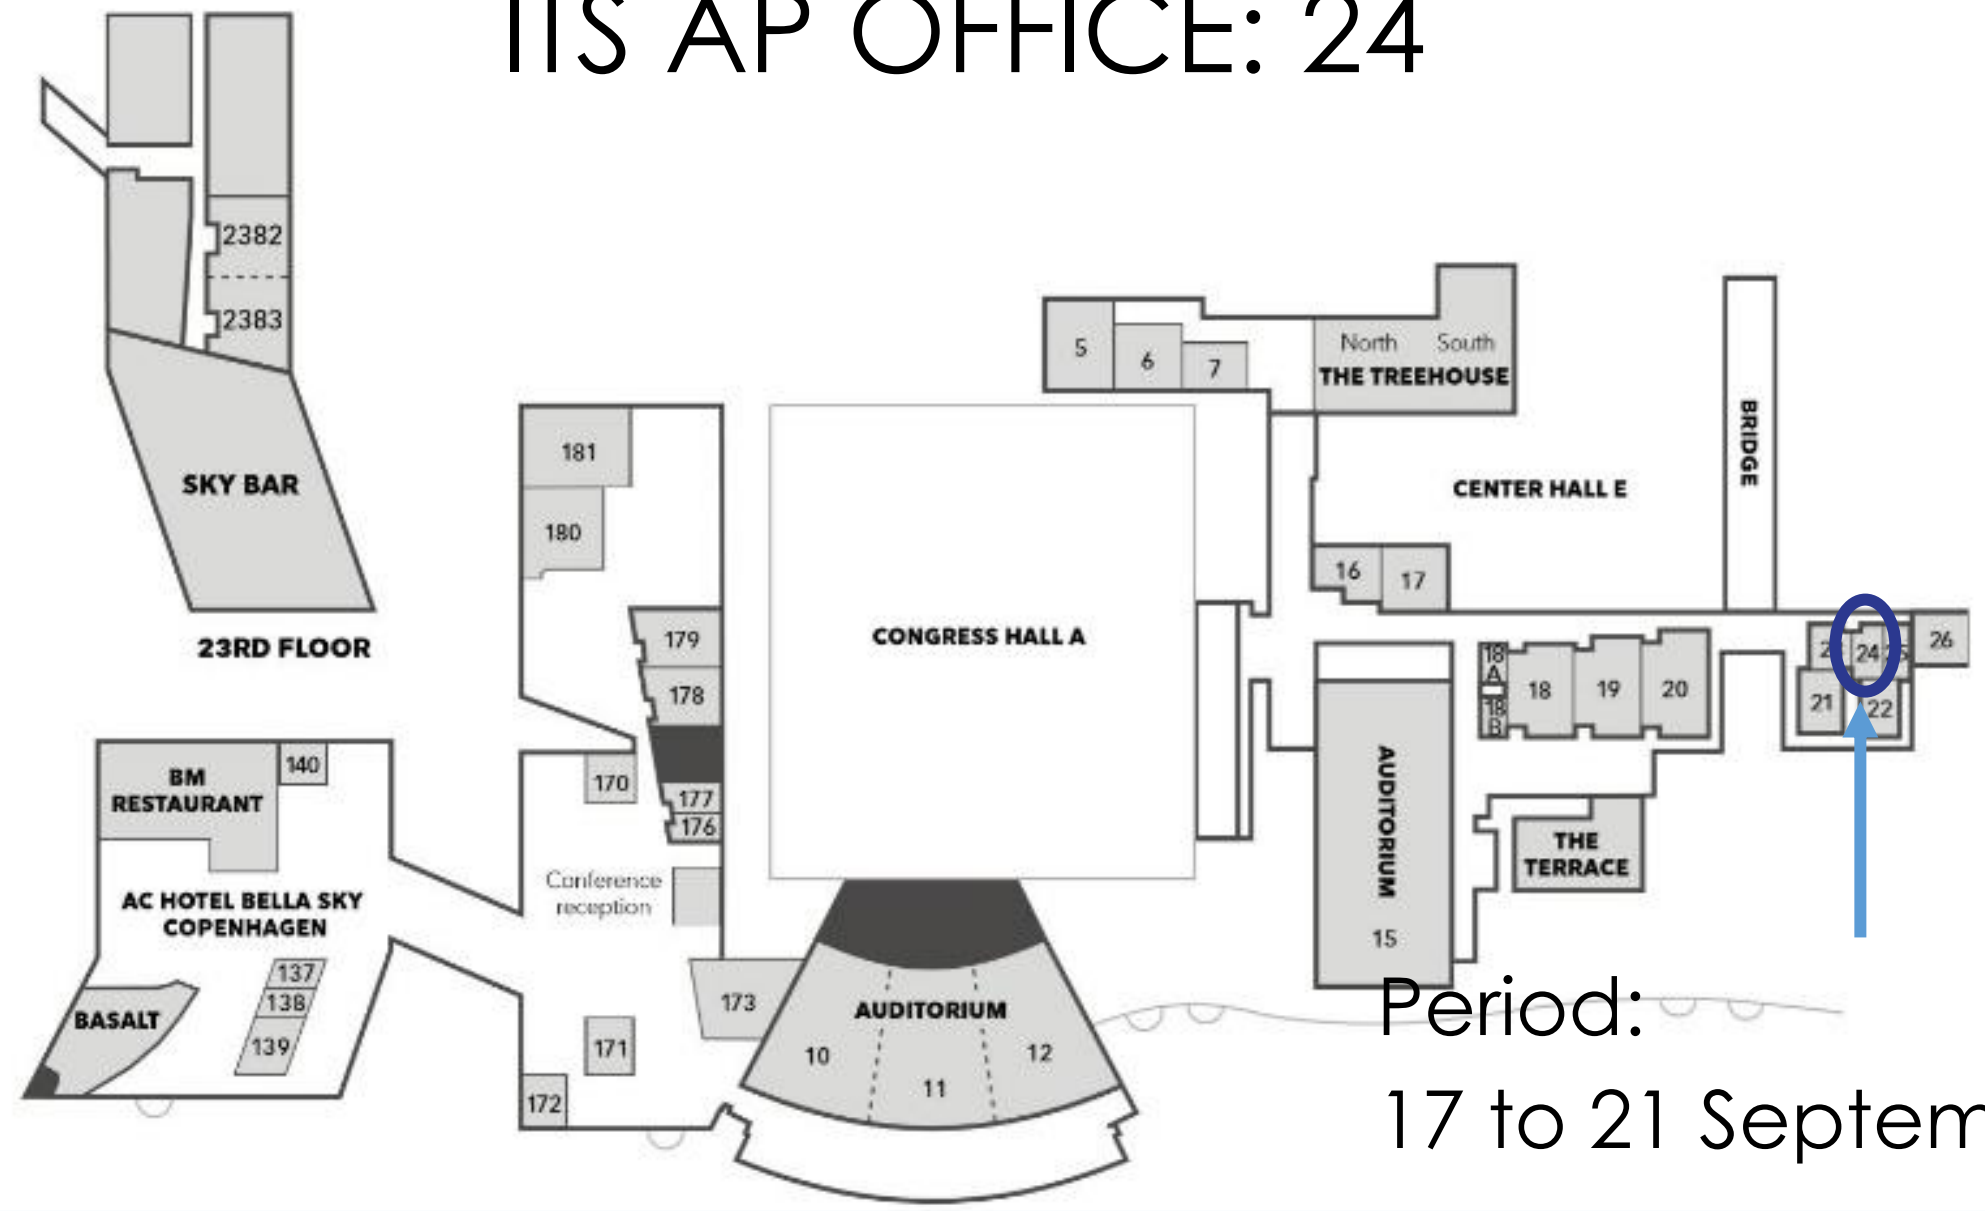 IIS AP OFFICE: 24
2382
2383
SKY BAR
23RD FLOOR
5
6
7
North South
THE TREEHOUSE
BRIDGE
CENTER HALL E
181
180
179
178
177
176
170
CONGRESS HALL A
16
17
18
A
18
B
18
19
20
24
26
21
22
BM
RESTAURANT
140
AC HOTEL BELLA SKY
COPENHAGEN
137
138
139
BASALT
Conference
reception
171
172
173
AUDITORIUM
10
11
12
AUDITORIUM
15
THE
TERRACE
Period:
17 to 21 Septem